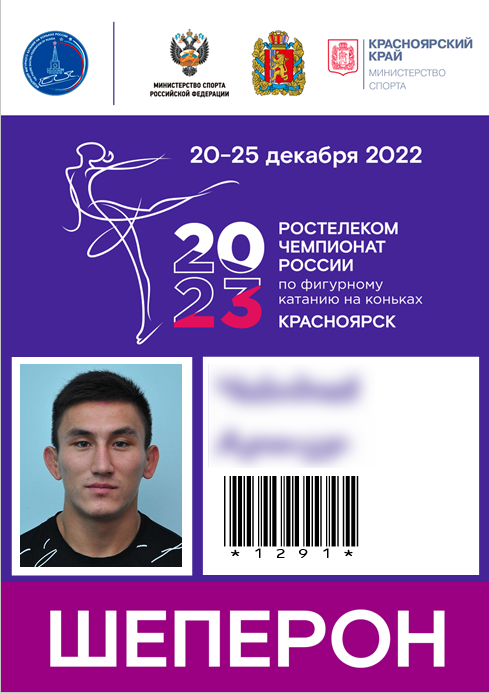 МИНИСТЕРСТВО СПОРТА
РОССИЙСКОЙ ФЕДЕРАЦИИ
КРАСНОЯРСКИЙ
КРАЙ
МИНИСТЕРСТВО
СПОРТА
20–25 декабря 2022
20
23
РОСТЕЛЕКОМ
ЧЕМПИОНАТ
РОССИИ
по фигурному
катанию на коньках
КРАСНОЯРСК
*1291*
ШЕПЕРОН